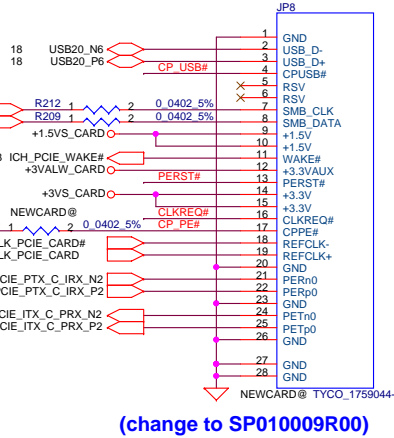 JP8
1 GND
18 USB20_N6 2 USB_D-
18 USB20_P6 3 USB_D+
CP_USB# 4 CPUSB#
5 RSV
6 RSV
R212 1 2 0_0402_5% 7 SMB_CLK
R209 1 2 0_0402_5% 8 SMB_DATA
+1.5VS_CARD 9 +1.5V
10 +1.5V
ICH_PCIE_WAKE# 11 WAKE#
+3VALW_CARD 12 +3.3VAUX
PERST# 13 PERST#
+3VS_CARD 14 +3.3V
15 +3.3V
NEWCARD@ CLKREQ# 16 CLKREQ#
1 2 0_0402_5% CP_PE# 17 CPPE#
LK_PCIE_CARD# 18 REFCLK-
LK_PCIE_CARD 19 REFCLK+
20 GND
PCIE_PTX_C_IRX_N2 21 PERn0
PCIE_PTX_C_IRX_P2 22 PERp0
23 GND
CIE_ITX_C_PRX_N2 24 PETn0
CIE_ITX_C_PRX_P2 25 PETp0
26 GND
27 GND
28 GND
NEWCARD@ TYCO_1759044-
(change to SP010009R00)